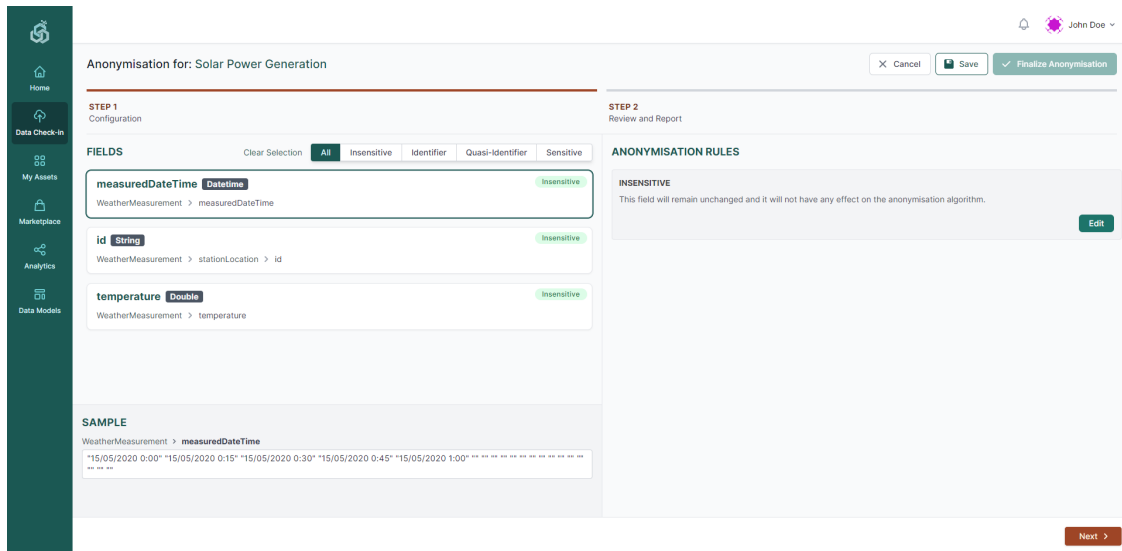 John Doe
Anonymisation for: Solar Power Generation
Cancel
Save
Finalize Anonymisation
Home
Data Check-in
My Assets
Marketplace
Analytics
Data Models
STEP 1
Configuration
STEP 2
Review and Report
FIELDS
Clear Selection
All
Insensitive
Identifier
Quasi-Identifier
Sensitive
measuredDateTime Datetime
Insensitive
WeatherMeasurement > measuredDateTime
id String
Insensitive
WeatherMeasurement > stationLocation > id
temperature Double
Insensitive
WeatherMeasurement > temperature
SAMPLE
WeatherMeasurement > measuredDateTime
"15/05/2020 0:00" "15/05/2020 0:15" "15/05/2020 0:30" "15/05/2020 0:45" "15/05/2020 1:00" "" "" "" "" "" "" "" "" "" "" "" ""
"" "" ""
ANONYMISATION RULES
INSENSITIVE
This field will remain unchanged and it will not have any effect on the anonymisation algorithm.
Edit
Next >